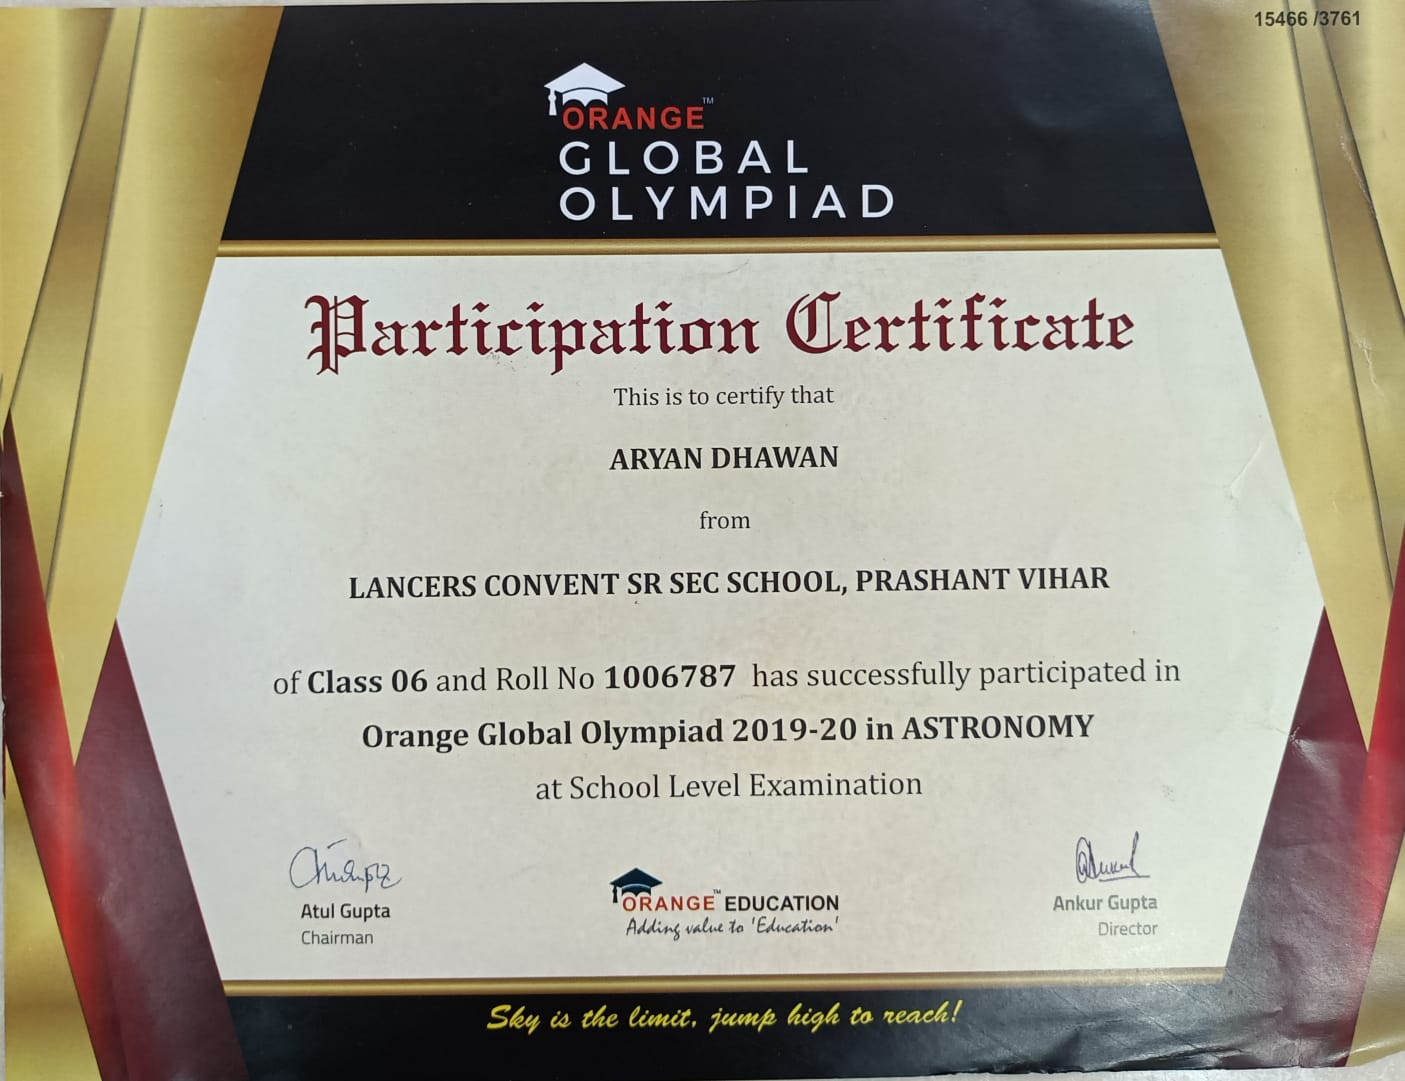 15466 /3761
ORANGE™
GLOBAL
OLYMPIAD
Participation Certificate
This is to certify that
ARYAN DHAWAN
from
LANCERS CONVENT SR SEC SCHOOL, PRASHANT VIHAR
of Class 06 and Roll No 1006787 has successfully participated in
Orange Global Olympiad 2019-20 in ASTRONOMY
at School Level Examination
Atul Gupta
Chairman
ORANGE™ EDUCATION
Adding value to 'Education'
Ankur Gupta
Director
Sky is the limit, jump high to reach!